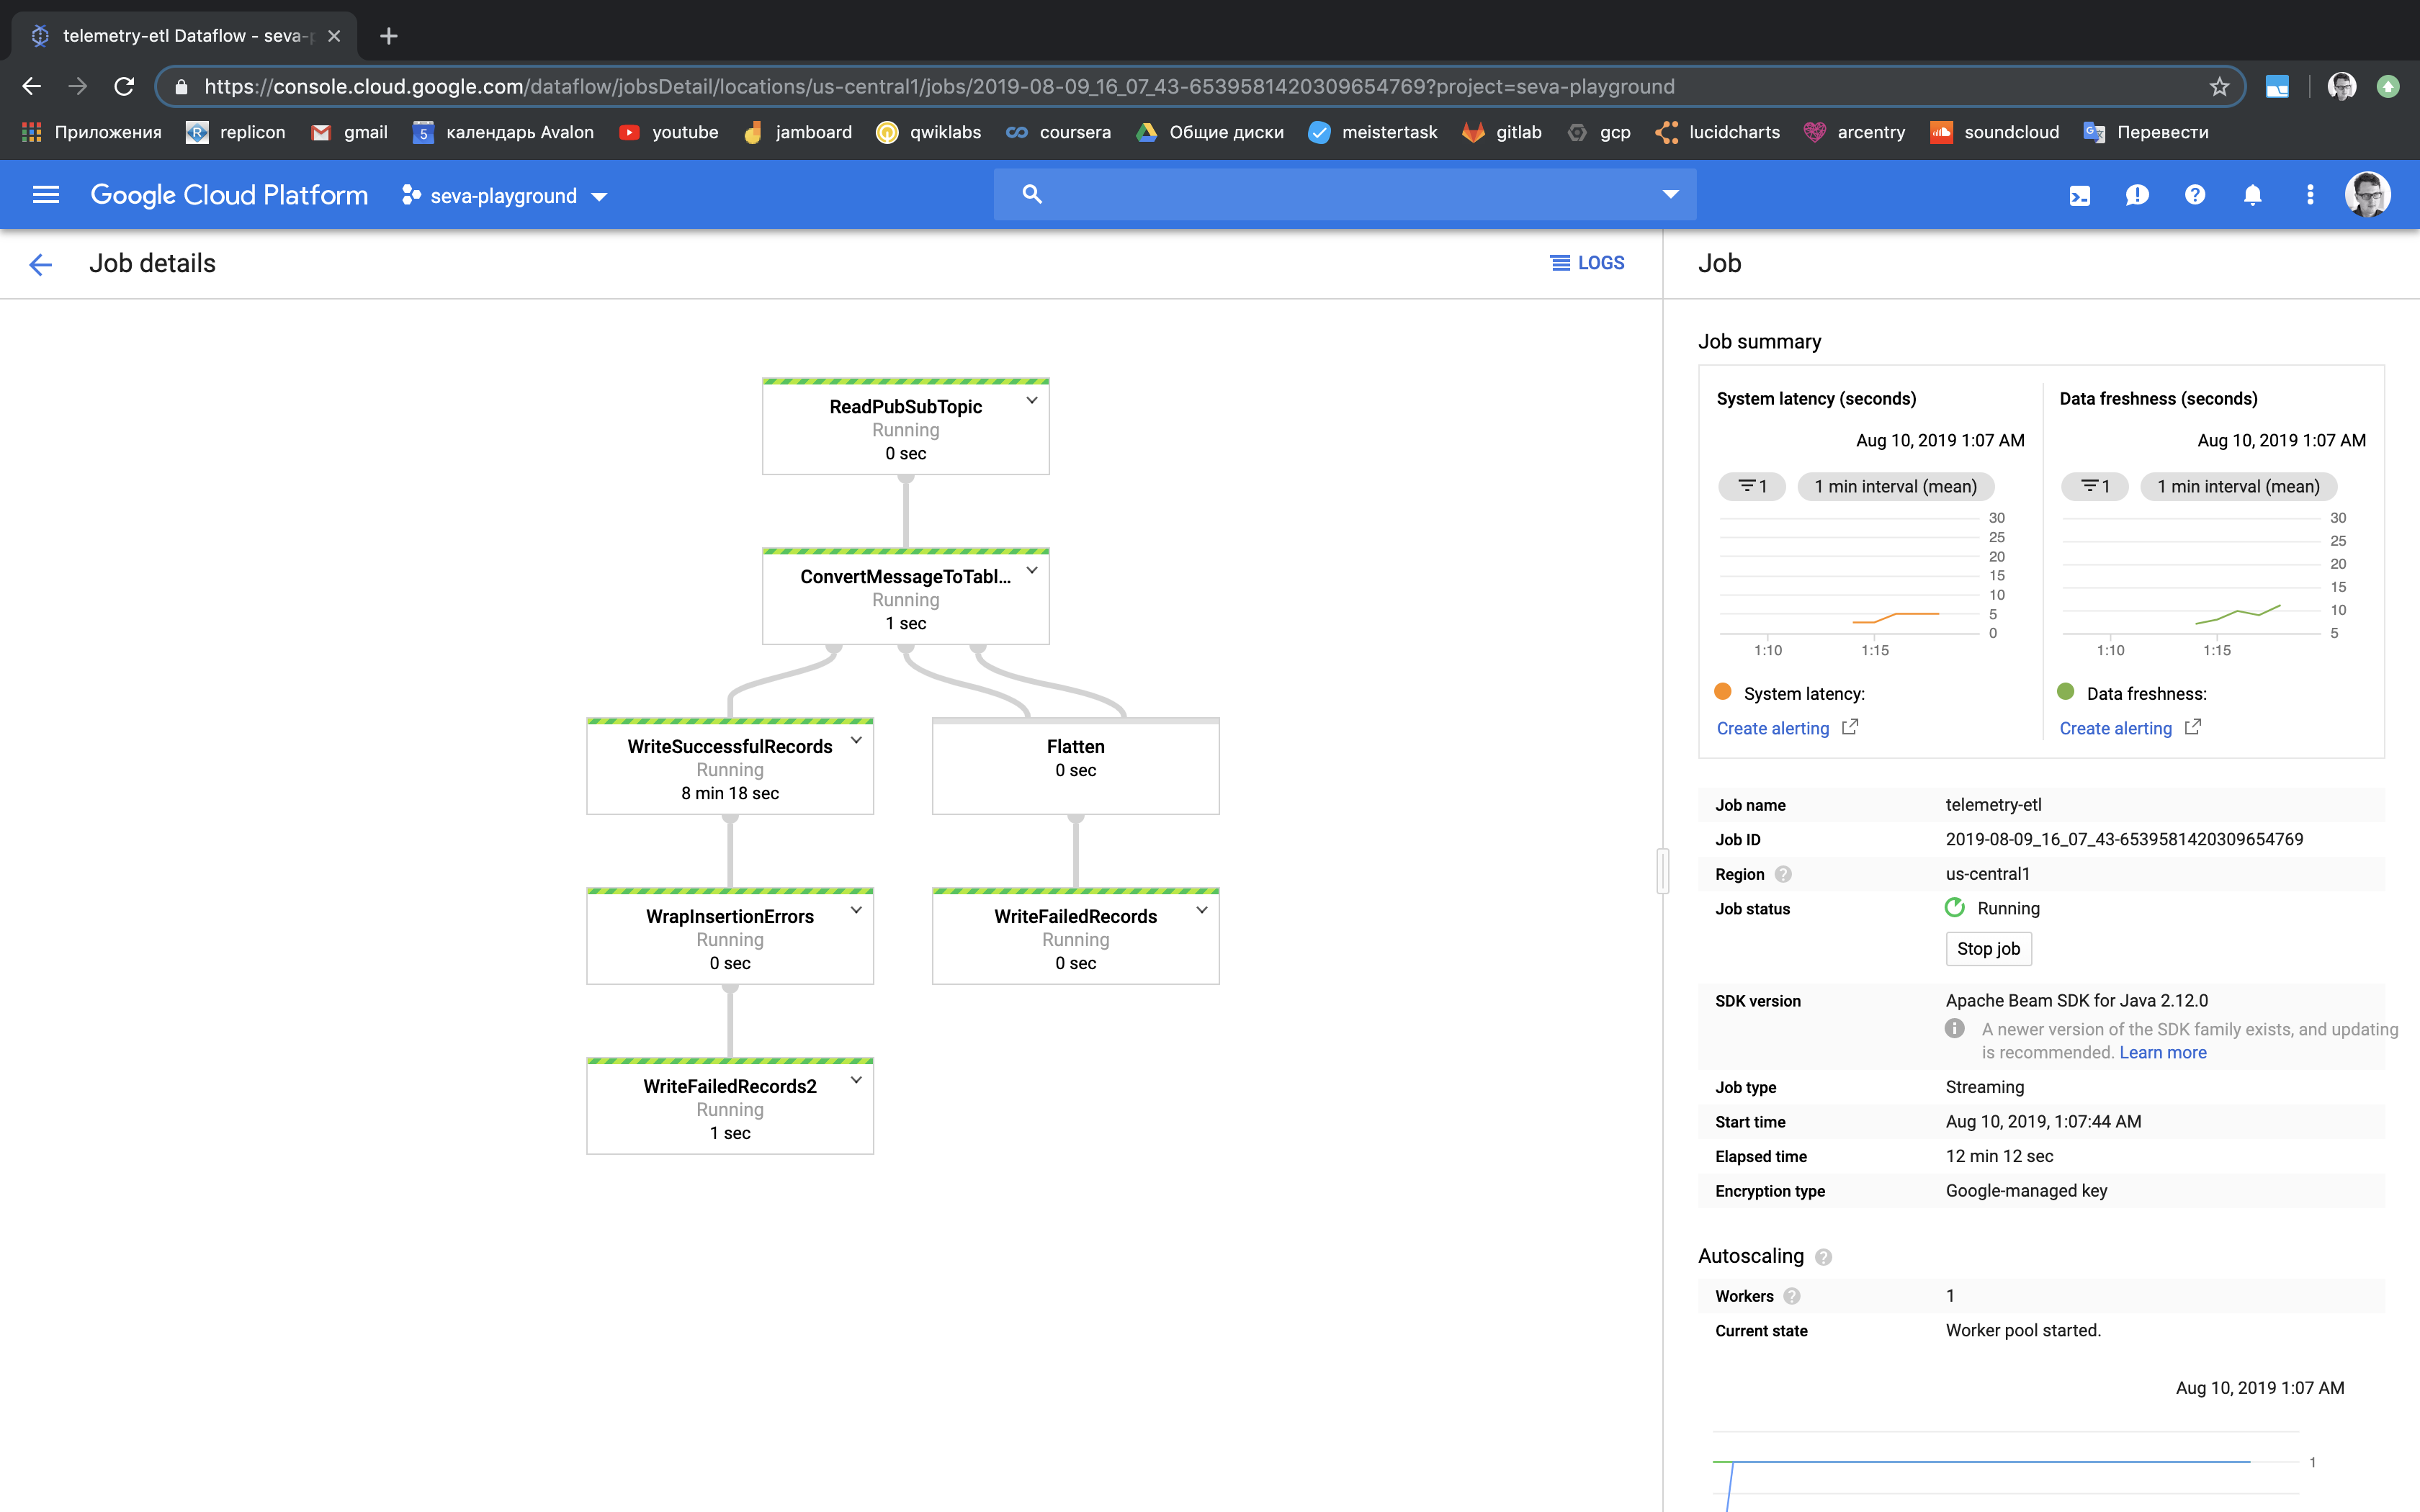 telemetry-etl Dataflow - seva-p
https://console.cloud.google.com/dataflow/jobsDetail/locations/us-central1/jobs/2019-08-09_16_07_43-6539581420309654769?project=seva-playground
Приложения replicon gmail календарь Avalon youtube jamboard qwiklabs coursera Общие диски meistertask gitlab gcp lucidcharts arcentry soundcloud Перевести
Google Cloud Platform seva-playground
Job details
LOGS
ReadPubSubTopic
Running
0 sec
ConvertMessageToTabl...
Running
1 sec
WriteSuccessfulRecords
Running
8 min 18 sec
Flatten
0 sec
WrapInsertionErrors
Running
0 sec
WriteFailedRecords
Running
0 sec
WriteFailedRecords2
Running
1 sec
Job
Job summary
System latency (seconds)
Aug 10, 2019 1:07 AM
1 1 min interval (mean)
30
25
20
15
10
5
0
1:10 1:15
System latency:
Create alerting
Data freshness (seconds)
Aug 10, 2019 1:07 AM
1 1 min interval (mean)
30
25
20
15
10
5
1:10 1:15
Data freshness:
Create alerting
Job name telemetry-etl
Job ID 2019-08-09_16_07_43-6539581420309654769
Region us-central1
Job status Running
Stop job
SDK version Apache Beam SDK for Java 2.12.0
A newer version of the SDK family exists, and updating
is recommended. Learn more
Job type Streaming
Start time Aug 10, 2019, 1:07:44 AM
Elapsed time 12 min 12 sec
Encryption type Google-managed key
Autoscaling
Workers 1
Current state Worker pool started.
Aug 10, 2019 1:07 AM
1